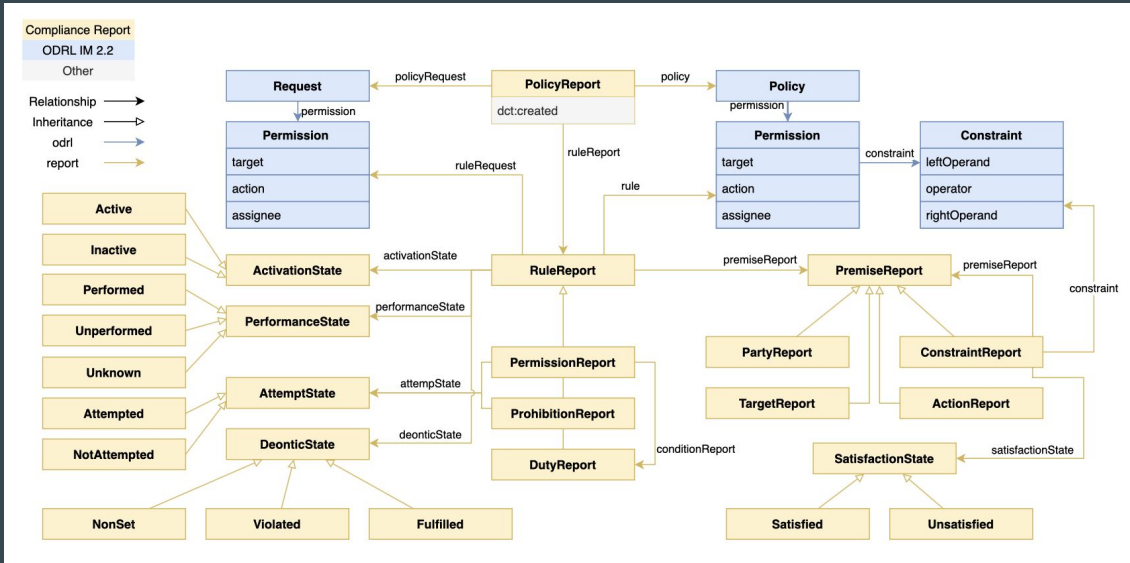 Compliance Report
ODRL IM 2.2
Other
Relationship
Inheritance
odrl
report
Request
policyRequest
PolicyReport
dct:created
policy
Policy
permission
permission
Permission
target
action
assignee
ruleRequest
ruleReport
rule
Permission
target
action
assignee
constraint
Constraint
leftOperand
operator
rightOperand
Active
Inactive
Performed
Unperformed
Unknown
Attempted
NotAttempted
ActivationState
activationState
PerformanceState
performanceState
AttemptState
attempState
DeonticState
deonticState
RuleReport
premiseReport
PremiseReport
premiseReport
constraint
PermissionReport
ProhibitionReport
DutyReport
conditionReport
PartyReport
ConstraintReport
TargetReport
ActionReport
SatisfactionState
satisfactionState
NonSet
Violated
Fulfilled
Satisfied
Unsatisfied